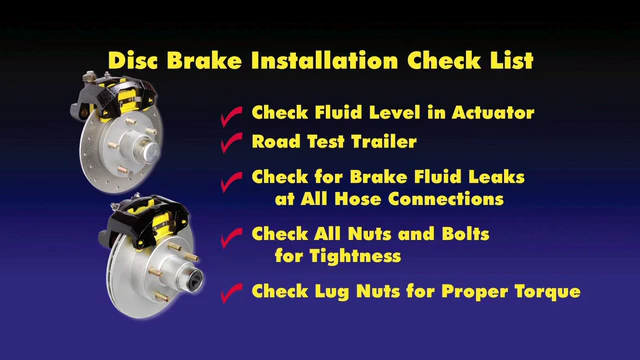 Disc Brake Installation Check List
Check Fluid Level in Actuator
Road Test Trailer
Check for Brake Fluid Leaks
at All Hose Connections
Check All Nuts and Bolts
for Tightness
Check Lug Nuts for Proper Torque